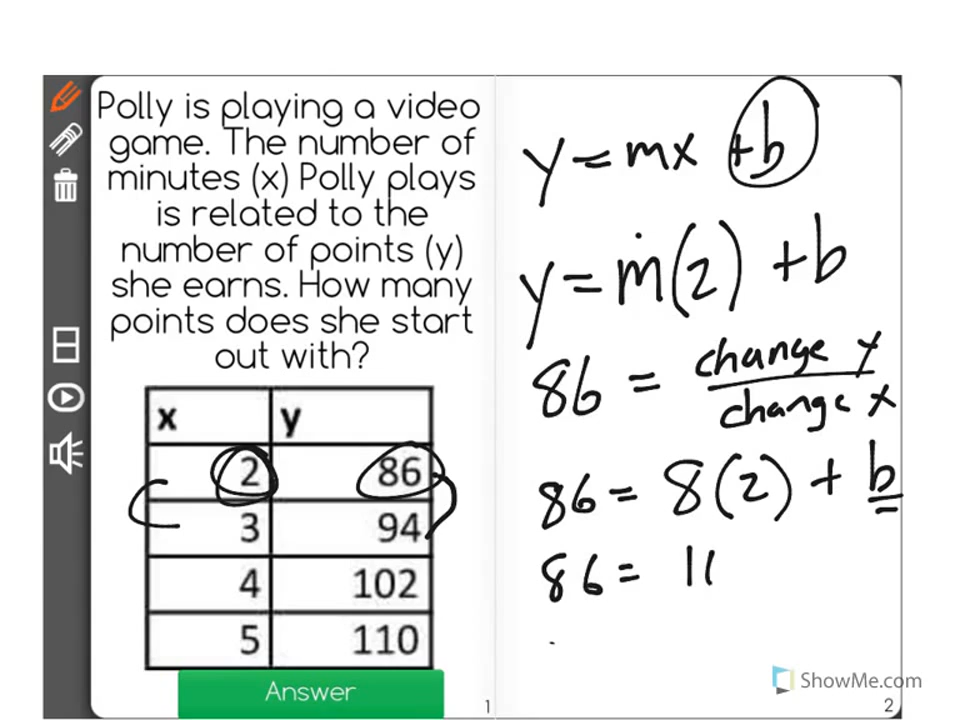 Polly is playing a video
game. The number of
minutes (x) Polly plays
is related to the
number of points (y)
she earns. How many
points does she start
out with?
x y
2 86
3 94
4 102
5 110
Answer
1
y = mx + b
y = m(2) + b
86 = change y / change x
86 = 8(2) + b
86 = 11
ShowMe.com
2